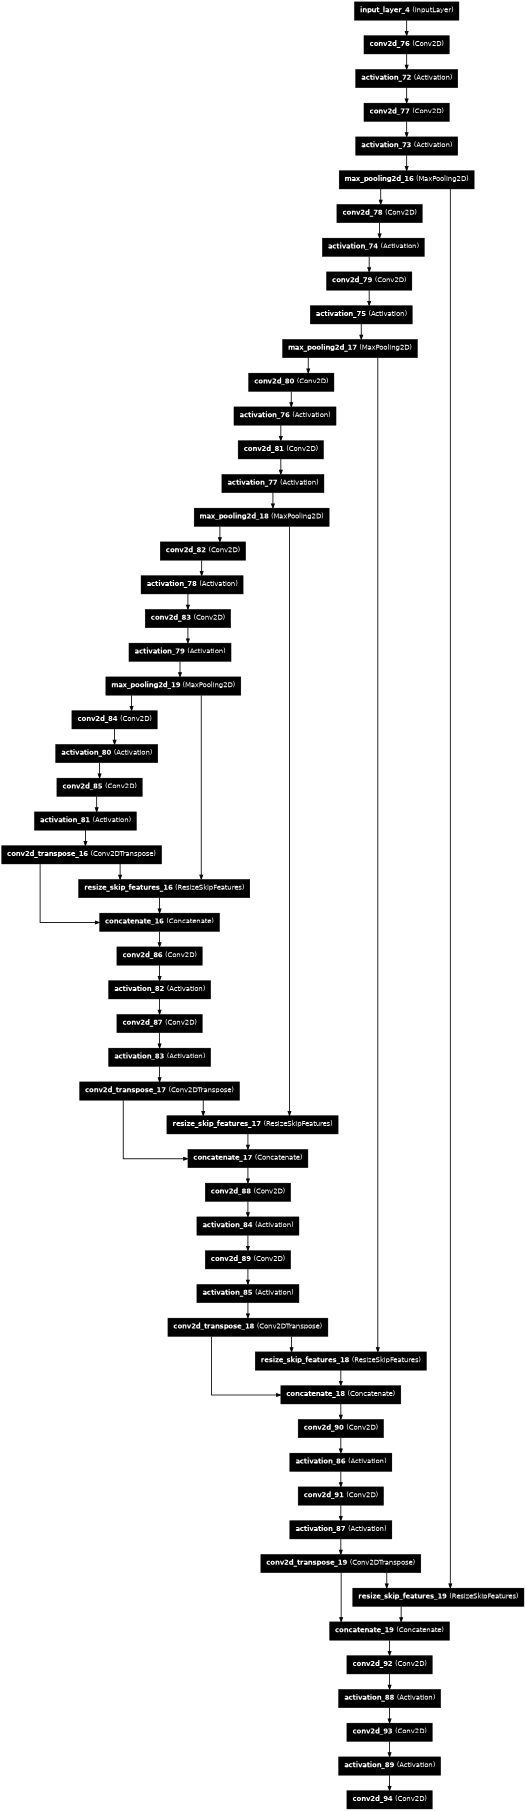 input_layer_4 (InputLayer)
conv2d_76 (Conv2D)
activation_72 (Activation)
conv2d_77 (Conv2D)
activation_73 (Activation)
max_pooling2d_16 (MaxPooling2D)
conv2d_78 (Conv2D)
activation_74 (Activation)
conv2d_79 (Conv2D)
activation_75 (Activation)
max_pooling2d_17 (MaxPooling2D)
conv2d_80 (Conv2D)
activation_76 (Activation)
conv2d_81 (Conv2D)
activation_77 (Activation)
max_pooling2d_18 (MaxPooling2D)
conv2d_82 (Conv2D)
activation_78 (Activation)
conv2d_83 (Conv2D)
activation_79 (Activation)
max_pooling2d_19 (MaxPooling2D)
conv2d_84 (Conv2D)
activation_80 (Activation)
conv2d_85 (Conv2D)
activation_81 (Activation)
conv2d_transpose_16 (Conv2DTranspose)
resize_skip_features_16 (ResizeSkipFeatures)
concatenate_16 (Concatenate)
conv2d_86 (Conv2D)
activation_82 (Activation)
conv2d_87 (Conv2D)
activation_83 (Activation)
conv2d_transpose_17 (Conv2DTranspose)
resize_skip_features_17 (ResizeSkipFeatures)
concatenate_17 (Concatenate)
conv2d_88 (Conv2D)
activation_84 (Activation)
conv2d_89 (Conv2D)
activation_85 (Activation)
conv2d_transpose_18 (Conv2DTranspose)
resize_skip_features_18 (ResizeSkipFeatures)
concatenate_18 (Concatenate)
conv2d_90 (Conv2D)
activation_86 (Activation)
conv2d_91 (Conv2D)
activation_87 (Activation)
conv2d_transpose_19 (Conv2DTranspose)
resize_skip_features_19 (ResizeSkipFeatures)
concatenate_19 (Concatenate)
conv2d_92 (Conv2D)
activation_88 (Activation)
conv2d_93 (Conv2D)
activation_89 (Activation)
conv2d_94 (Conv2D)